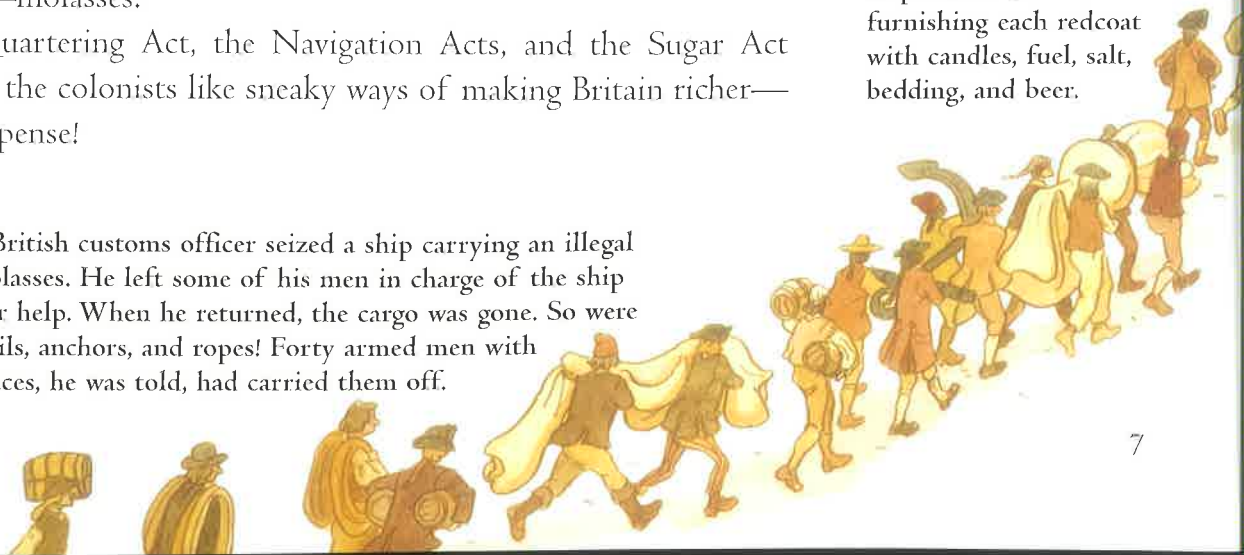 —molasses.
uartering Act, the Navigation Acts, and the Sugar Act
the colonists like sneaky ways of making Britain richer—
pense!
furnishing each redcoat
with candles, fuel, salt,
bedding, and beer.
British customs officer seized a ship carrying an illegal
lasses. He left some of his men in charge of the ship
r help. When he returned, the cargo was gone. So were
ils, anchors, and ropes! Forty armed men with
ces, he was told, had carried them off.
7